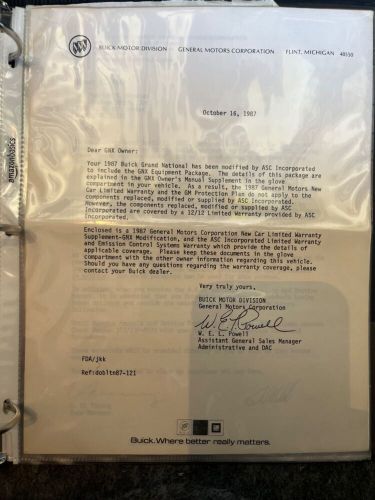 BUICK MOTOR DIVISION GENERAL MOTORS CORPORATION FLINT, MICHIGAN 48550
October 16, 1987
amazonbasics
Dear GNX Owner:
Your 1987 Buick Grand National has been modified by ASC Incorporated
to include the GNX Equipment Package. The details of this package are
explained in the GNX Owner's Manual Supplement in the glove
compartment in your vehicle. As a result, the 1987 General Motors New
Car Limited Warranty and the GM Protection Plan do not apply to the
components replaced, modified or supplied by ASC Incorporated.
However, the components replaced, modified or supplied by ASC
Incorporated are covered by a 12/12 Limited Warranty provided by ASC
Incorporated.
Enclosed is a 1987 General Motors Corporation New Car Limited Warranty
Supplement-GNX Modification, and the ASC Incorporated Limited Warranty
and Emission Control Systems Warranty which provide the details of
applicable coverage. Please keep these documents in the glove
compartment with the other owner information regarding this vehicle.
Should you have any questions regarding the warranty coverage, please
contact your Buick dealer.
Very truly yours,
BUICK MOTOR DIVISION
General Motors Corporation
W. E. L. Powell
W. E. L. Powell
Assistant General Sales Manager
Administrative and DAC
FDA/jkk
Ref:dobltn87-121
Buick. Where better really matters.